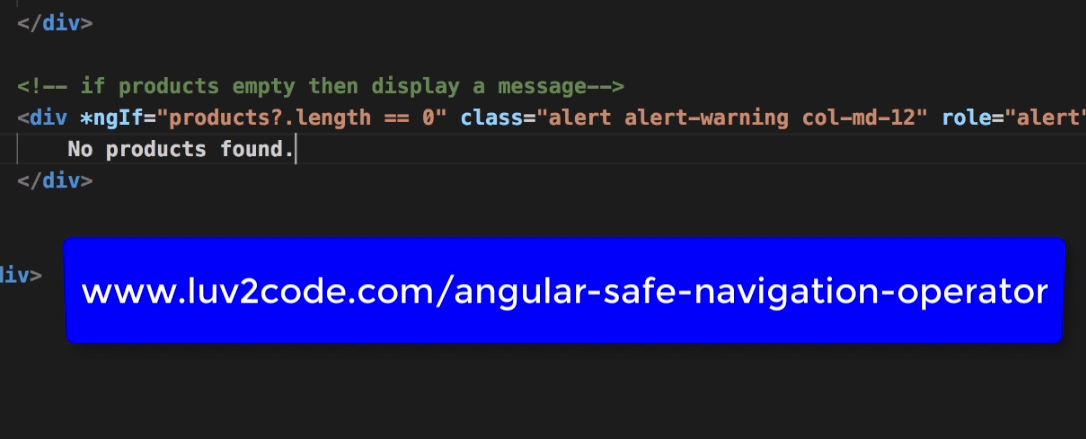 </div>
<!-- if products empty then display a message-->
<div *ngIf="products?.length == 0" class="alert alert-warning col-md-12" role="alert"
No products found.
</div>
div>
www.luv2code.com/angular-safe-navigation-operator